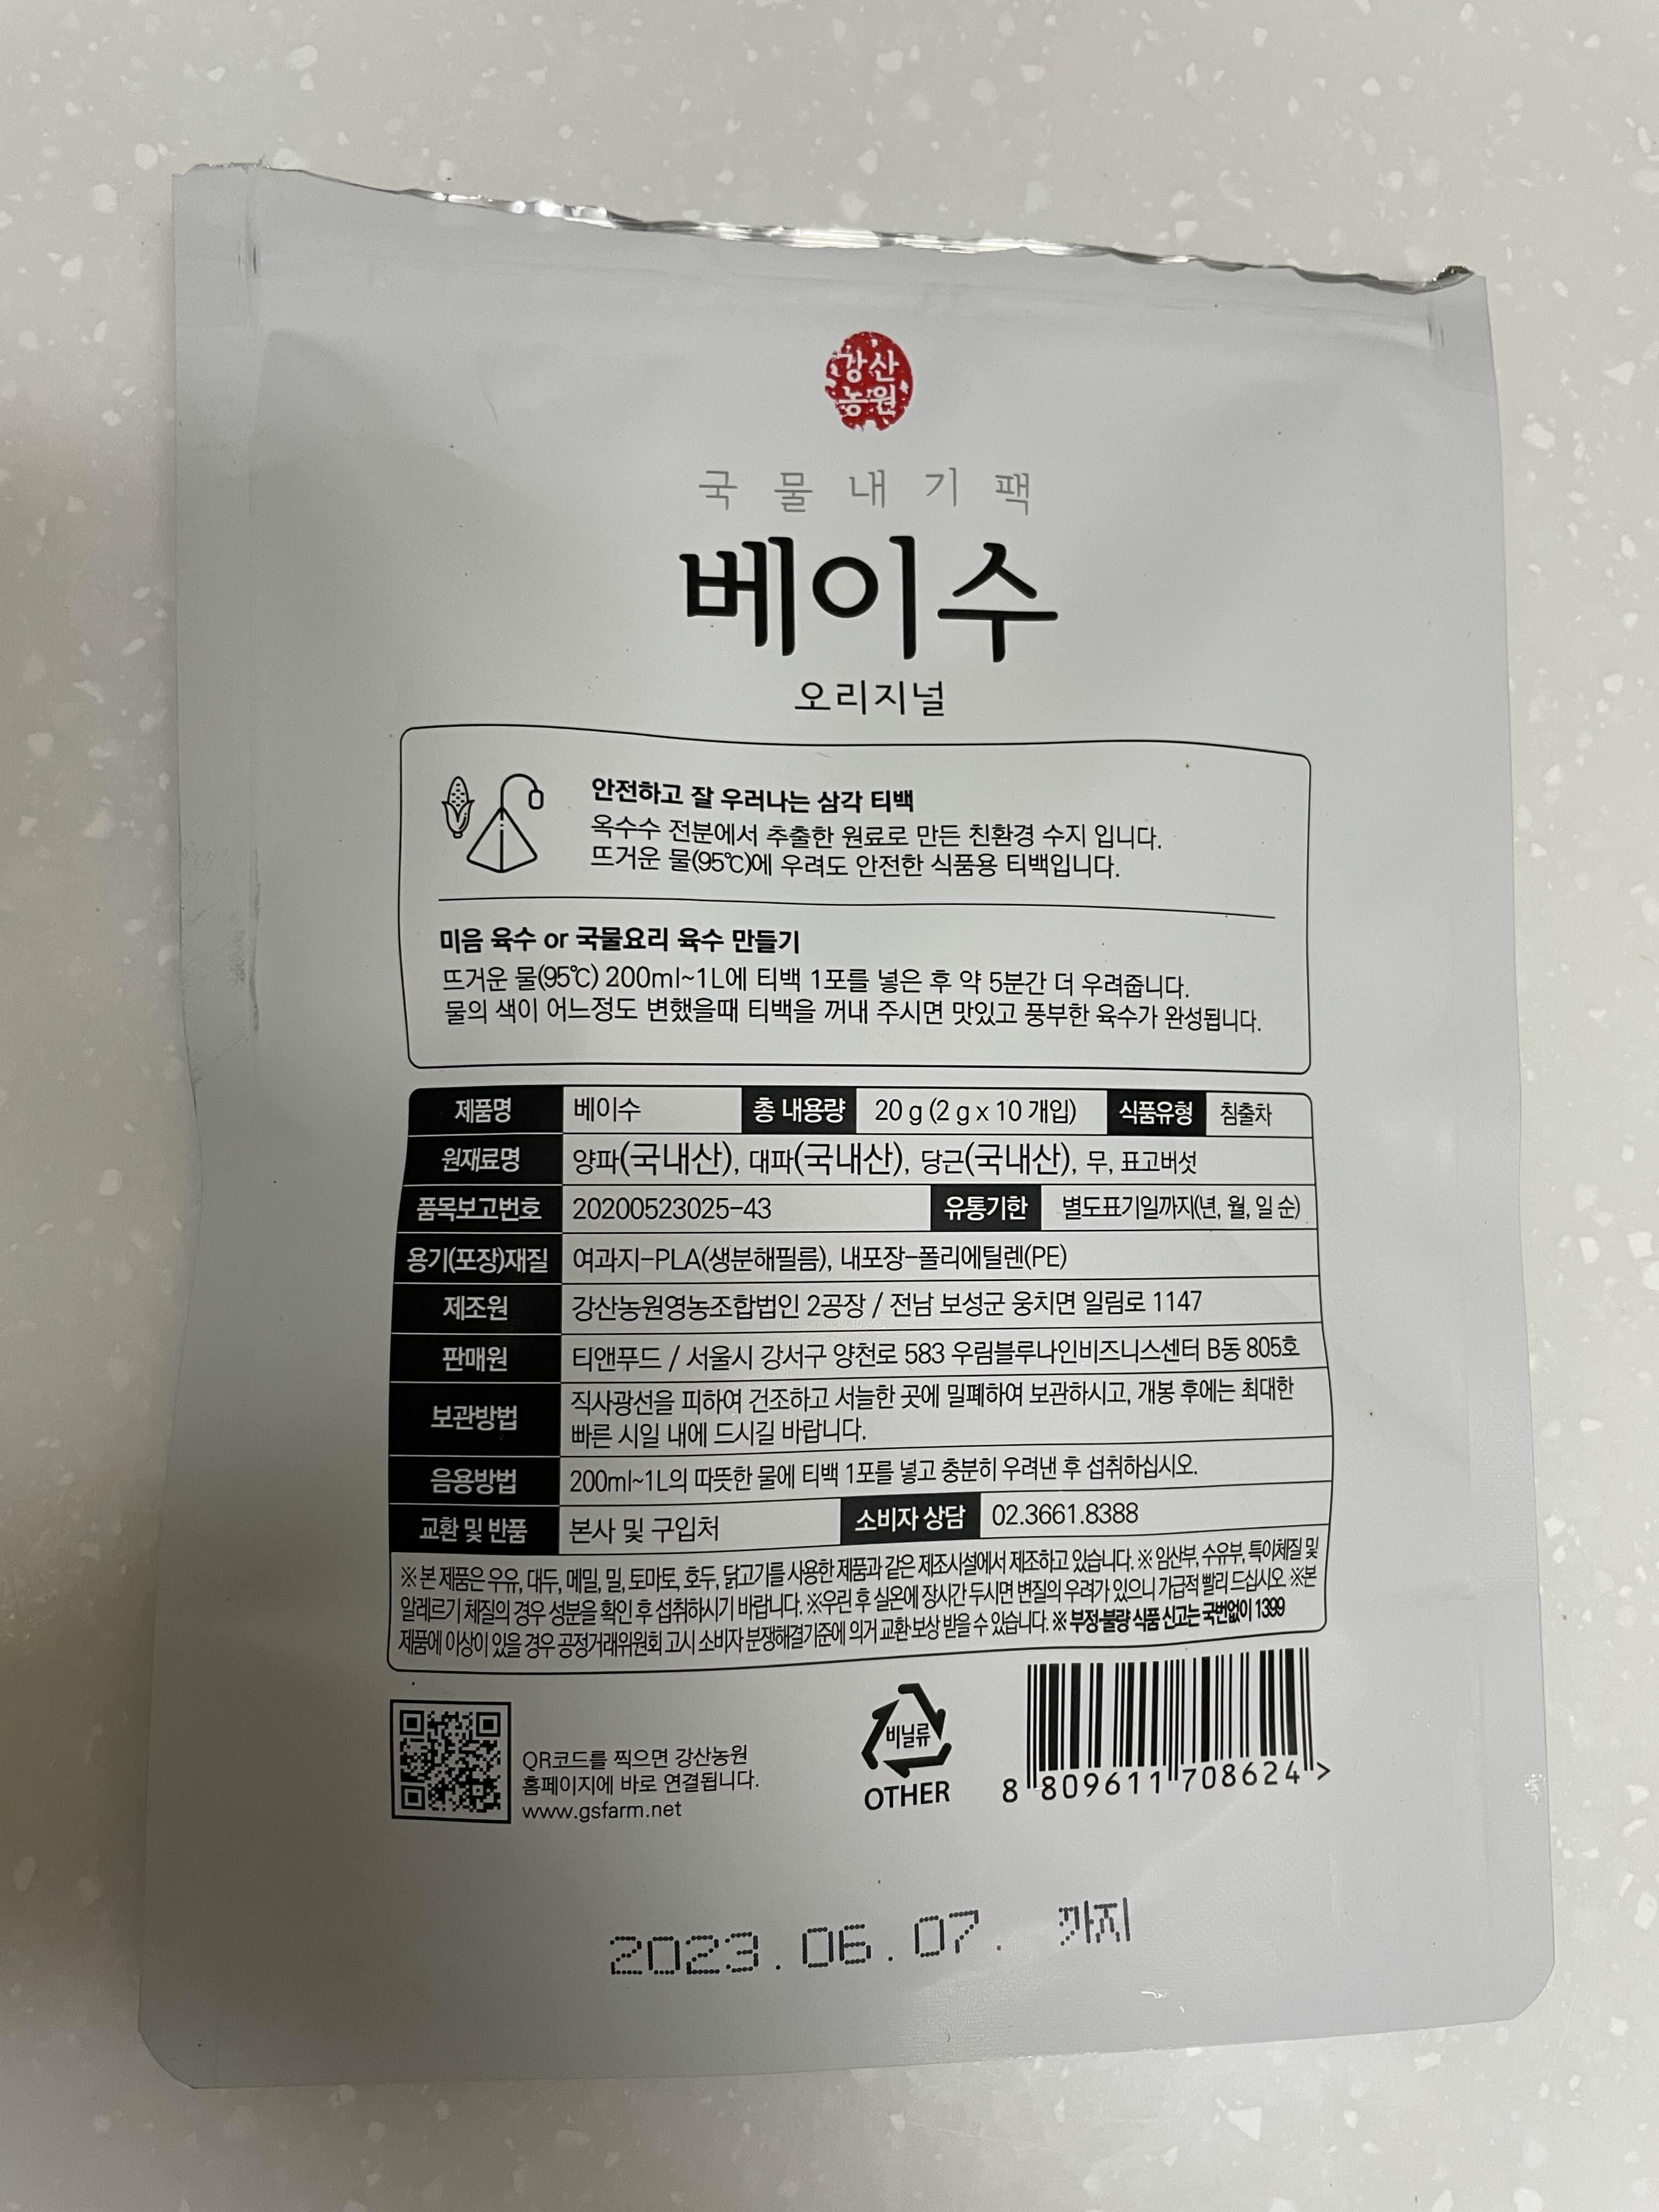 강산
농원
국물내기팩
베이수
오리지널
안전하고 잘 우러나는 삼각 티백
옥수수 전분에서 추출한 원료로 만든 친환경 수지 입니다.
뜨거운 물(95℃)에 우려도 안전한 식품용 티백입니다.
미음 육수 or 국물요리 육수 만들기
뜨거운 물(95℃) 200ml~1L에 티백 1포를 넣은 후 약 5분간 더 우려줍니다.
물의 색이 어느정도 변했을때 티백을 꺼내 주시면 맛있고 풍부한 육수가 완성됩니다.
제품명 베이수 총 내용량 20 g (2 g x 10 개입) 식품유형 침출차
원재료명 양파(국내산), 대파(국내산), 당근(국내산), 무, 표고버섯
품목보고번호 20200523025-43 유통기한 별도표기일까지(년, 월, 일 순)
용기(포장)재질 여과지-PLA(생분해필름), 내포장-폴리에틸렌(PE)
제조원 강산농원영농조합법인 2공장 / 전남 보성군 웅치면 일림로 1147
판매원 티앤푸드 / 서울시 강서구 양천로 583 우림블루나인비즈니스센터 B동 805호
보관방법 직사광선을 피하여 건조하고 서늘한 곳에 밀폐하여 보관하시고, 개봉 후에는 최대한
빠른 시일 내에 드시길 바랍니다.
음용방법 200ml~1L의 따뜻한 물에 티백 1포를 넣고 충분히 우려낸 후 섭취하십시오.
교환 및 반품 본사 및 구입처 소비자 상담 02.3661.8388
※ 본 제품은 우유, 대두, 메밀, 밀, 토마토, 호두, 닭고기를 사용한 제품과 같은 제조시설에서 제조하고 있습니다. ※ 임산부, 수유부, 특이체질 및
알레르기 체질의 경우 성분을 확인 후 섭취하시기 바랍니다. ※우린 후 실온에 장시간 두시면 변질의 우려가 있으니 가급적 빨리 드십시오. ※본
제품에 이상이 있을 경우 공정거래위원회 고시 소비자 분쟁해결기준에 의거 교환·보상 받을 수 있습니다. ※ 부정·불량 식품 신고는 국번없이 1399
QR코드를 찍으면 강산농원
홈페이지에 바로 연결됩니다.
www.gsfarm.net
비닐류
OTHER
8 809611 708624 >
2023.06.07. 까지